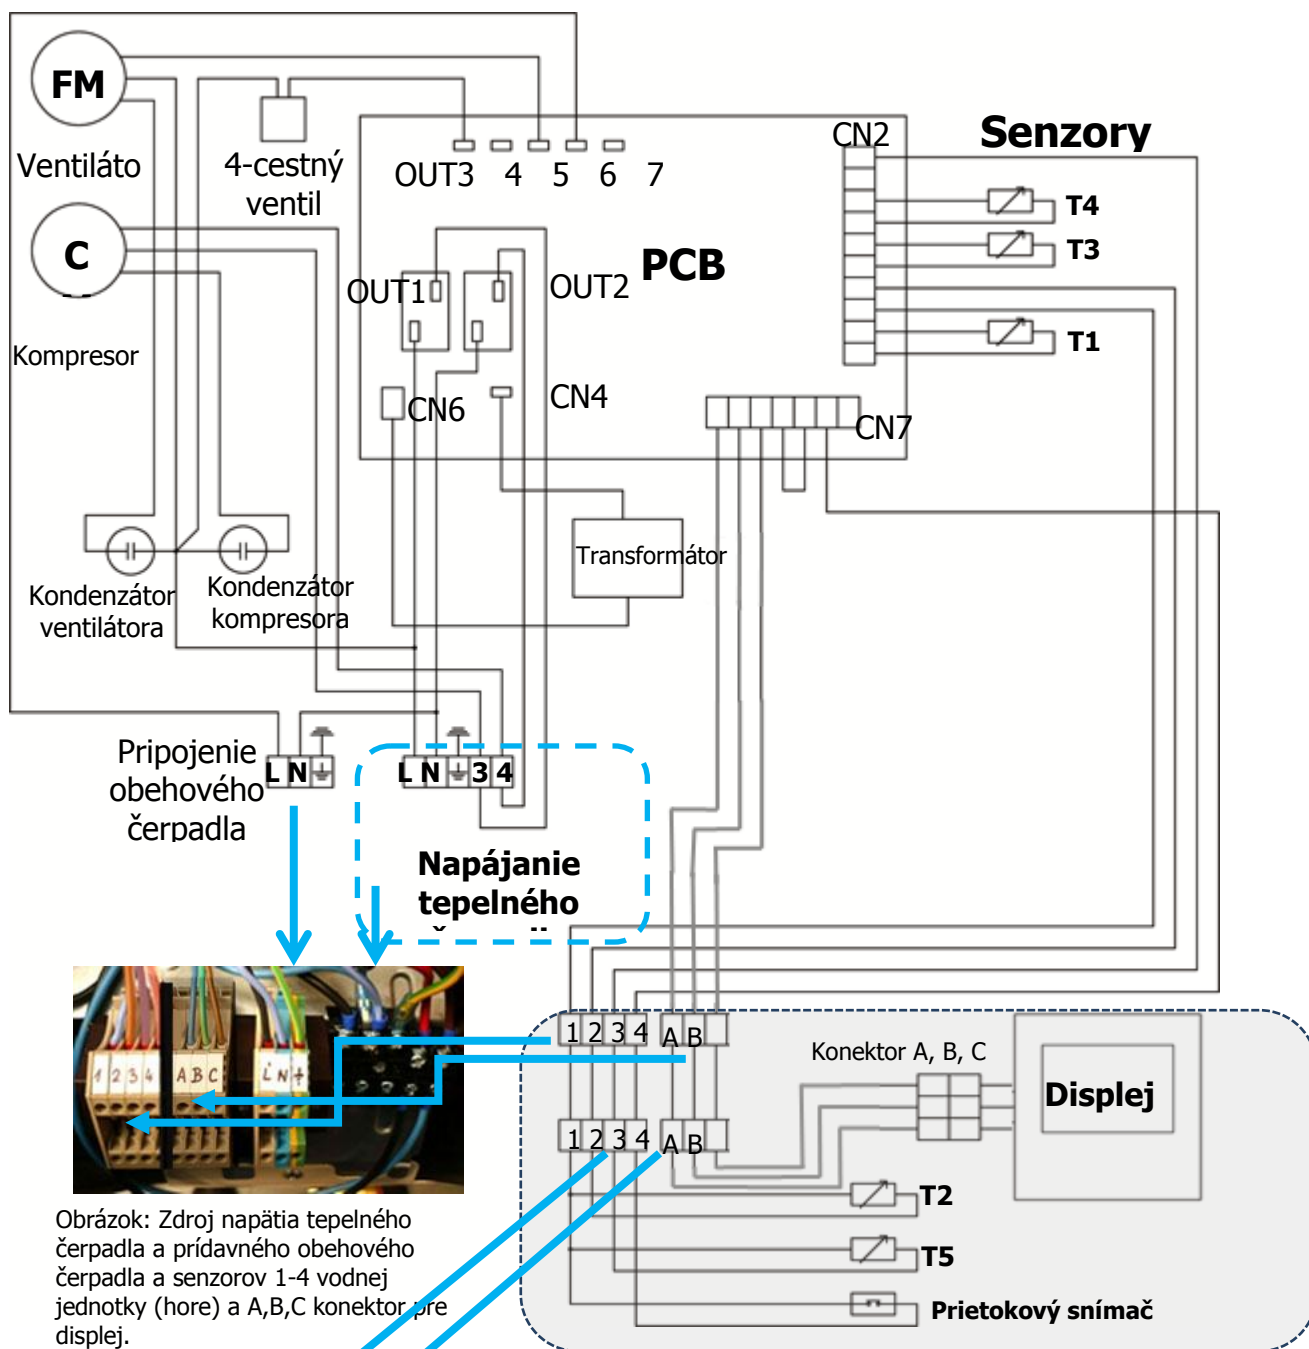 FM
Ventiláto
4-cestný
ventil
OUT3 4 5 6 7
CN2
Senzory
T4
T3
T1
C
Kompresor
OUT1
OUT2
PCB
CN6
CN4
CN7
Transformátor
Kondenzátor
ventilátora
Kondenzátor
kompresora
Pripojenie
obehového
čerpadla
L N
L N 3 4
Napájanie
tepelného
1 2 3 4 A B
Konektor A, B, C
Displej
1 2 3 4 A B C L N
1 2 3 4 A B
T2
T5
Prietokový snímač
Obrázok: Zdroj napätia tepelného
čerpadla a prídavného obehového
čerpadla a senzorov 1-4 vodnej
jednotky (hore) a A,B,C konektor pre
displej.